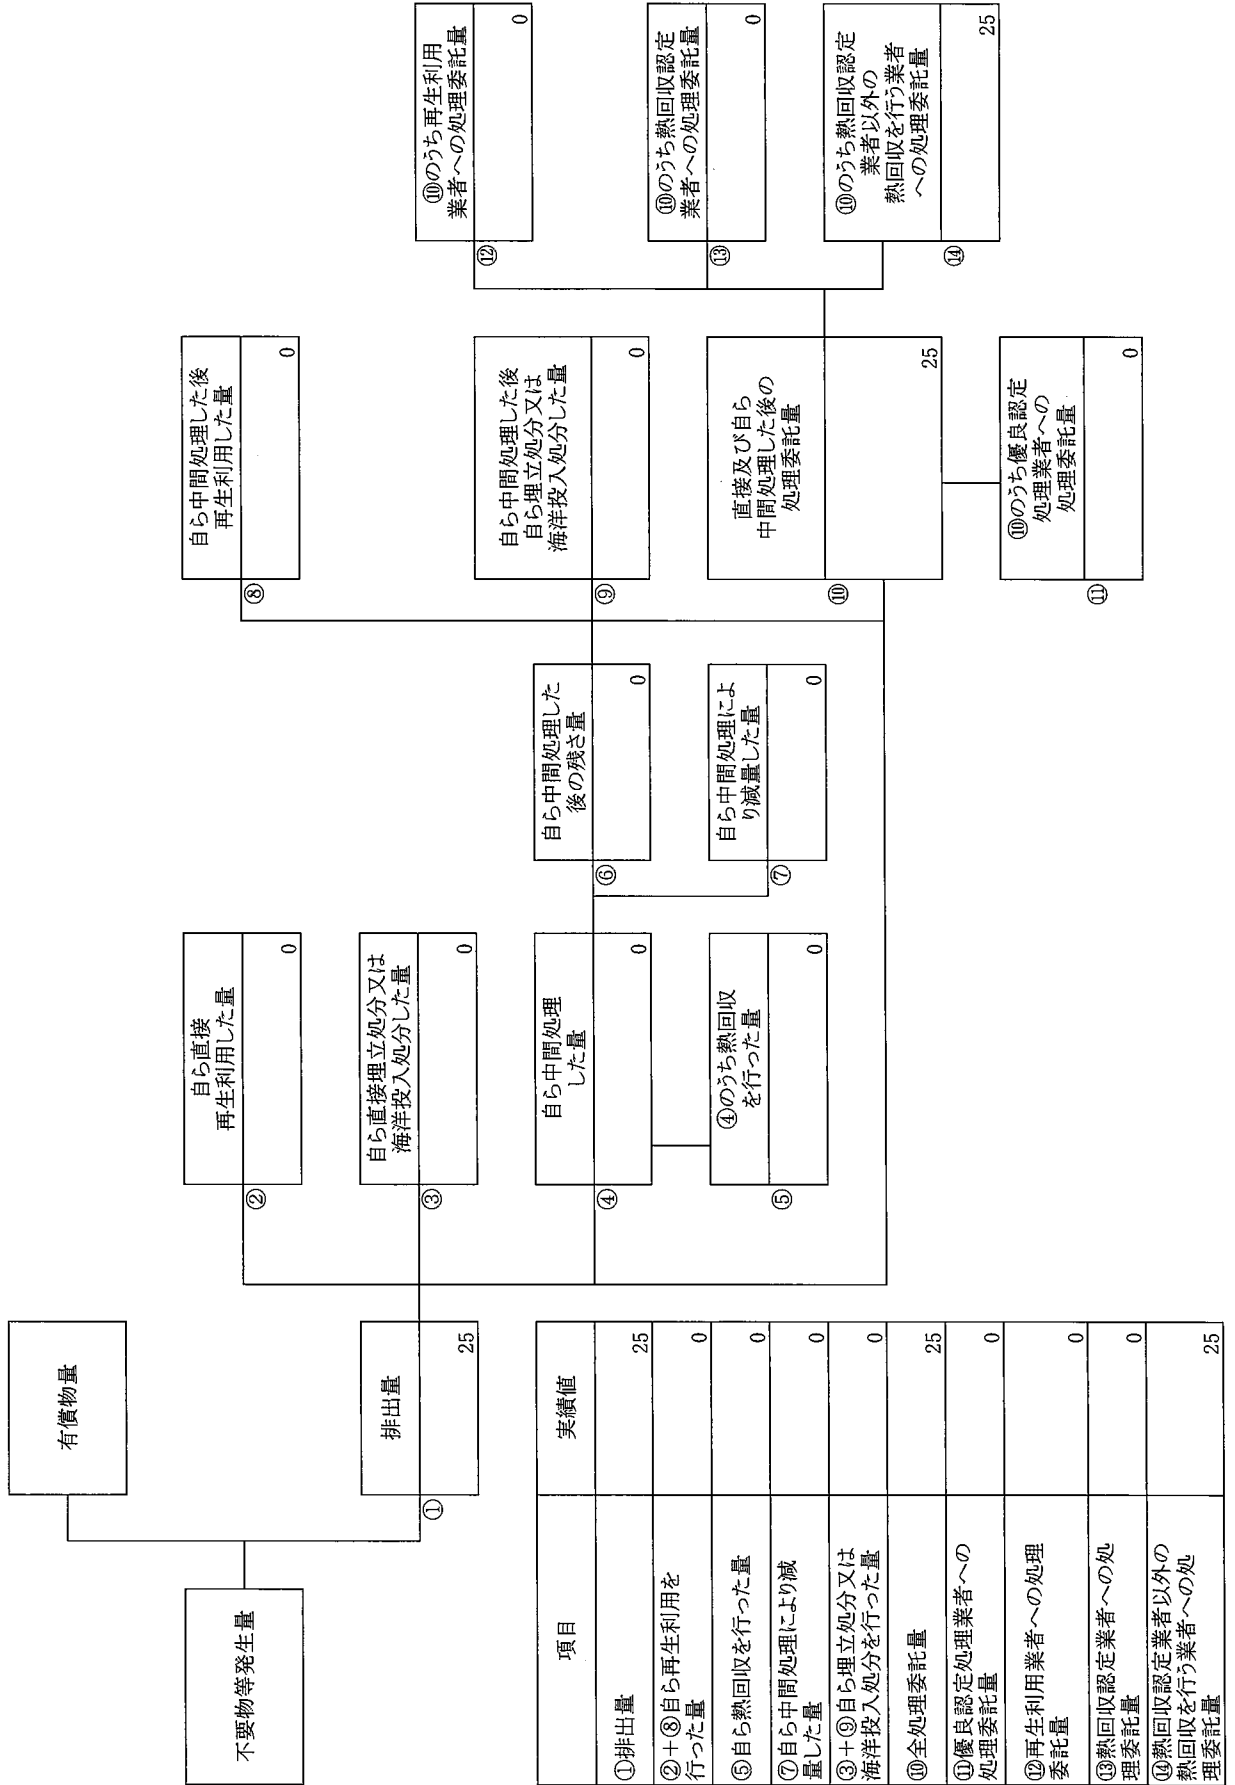 不要物等発生量
有償物量
①
排出量
25
②
自ら直接
再生利用した量
0
③
自ら直接埋立処分又は
海洋投入処分した量
0
④
自ら中間処理
した量
0
⑤
④のうち熱回収
を行った量
0
⑥
自ら中間処理した
後の残さ量
0
⑦
自ら中間処理によ
り減量した量
0
⑧
自ら中間処理した後
再生利用した量
0
⑨
自ら中間処理した後
自ら埋立処分又は
海洋投入処分した量
0
⑩
直接及び自ら
中間処理した後の
処理委託量
25
⑪
⑩のうち優良認定
処理業者への
処理委託量
0
⑫
⑩のうち再生利用
業者への処理委託量
0
⑬
⑩のうち熱回収認定
業者への処理委託量
0
⑭
⑩のうち熱回収認定
業者以外の
熱回収を行う業者
への処理委託量
25
項目 実績値
①排出量 25
②+⑧自ら再生利用を
行った量 0
⑤自ら熱回収を行った量 0
⑦自ら中間処理により減
量した量 0
③+⑨自ら埋立処分又は
海洋投入処分を行った量 0
⑩全処理委託量 25
⑪優良認定処理業者への
処理委託量 0
⑫再生利用業者への処理
委託量 0
⑬熱回収認定業者への処
理委託量 0
⑭熱回収認定業者以外の
熱回収を行う業者への処
理委託量 25